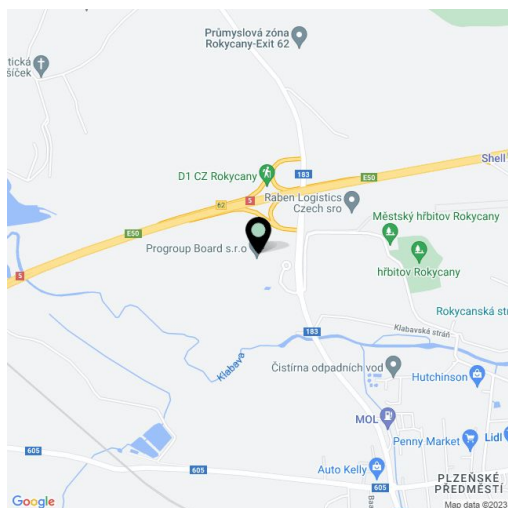 Průmyslová zóna
Rokycany-Exit 62
tická
šíček
D1 CZ Rokycany
183
E50
Shell
62
5
Raben Logistics
Czech sro
E50
Městský hřbitov Rokycany
Progroup Board s.r.o
hřbitov Rokycany
5
Rokycanská st
183
Klabavská stráň
Klabava
Čistírna odpadních vod
Hutchinson
MOL
Penny Market
Lidl
605
605
Auto Kelly
605
PLZEŇSKÉ
PŘEDMĚSTÍ
Google
Map data ©2023